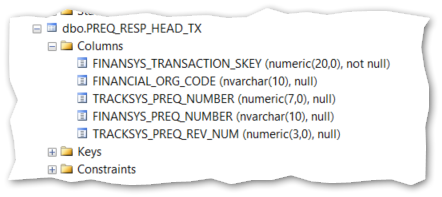 dbo.PREQ_RESP_HEAD_TX
Columns
FINANSYS_TRANSACTION_SKEY (numeric(20,0), not null)
FINANCIAL_ORG_CODE (nvarchar(10), null)
TRACKSYS_PREQ_NUMBER (numeric(7,0), null)
FINANSYS_PREQ_NUMBER (nvarchar(10), null)
TRACKSYS_PREQ_REV_NUM (numeric(3,0), null)
Keys
Constraints